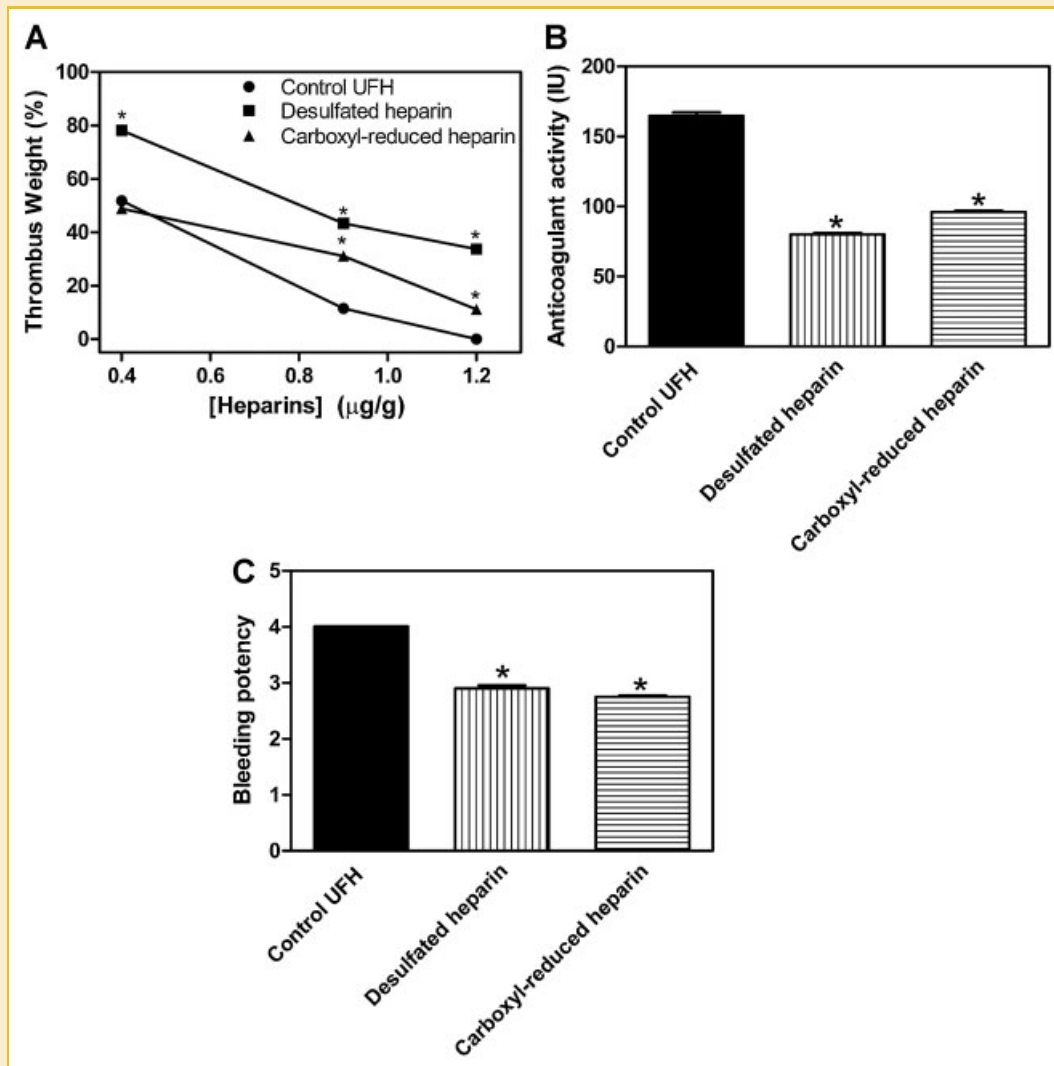 A
Thrombus Weight (%)
100
80
60
40
20
0
Control UFH
Desulfated heparin
Carboxyl-reduced heparin
*
*
*
*
*
0.4
0.6
0.8
1.0
1.2
[Heparins] (μg/g)
B
Anticoagulant activity (IU)
200
150
100
50
0
*
*
Control UFH
Desulfated heparin
Carboxyl-reduced heparin
C
Bleeding potency
5
4
3
2
1
0
*
*
Control UFH
Desulfated heparin
Carboxyl-reduced heparin